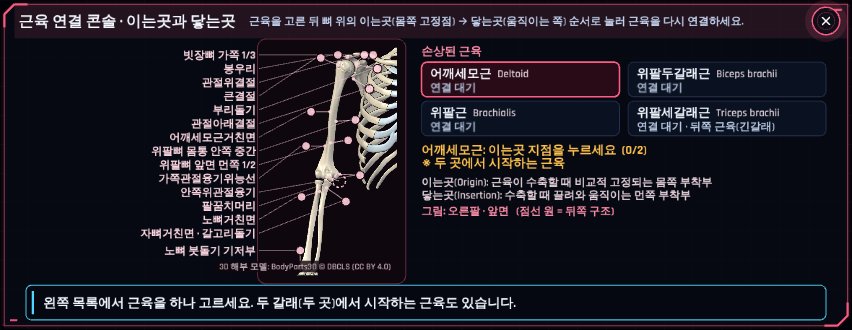 근육 연결 콘솔 · 이는곳과 닿는곳
근육을 고른 뒤 뼈 위의 이는곳(몸쪽 고정점) → 닿는곳(움직이는 쪽) 순서로 눌러 근육을 다시 연결하세요.
빗장뼈 가쪽 1/3
봉우리
관절위결절
큰결절
부리돌기
관절아래결절
어깨세모근거친면
위팔뼈 몸통 안쪽 중간
위팔뼈 앞면 먼쪽 1/2
가쪽관절융기위능선
안쪽위관절융기
팔꿈치머리
노뼈거친면
자뼈거친면 · 갈고리돌기
노뼈 붓돌기 기저부
3D 해부 모델: BodyParts3D © DBCLS (CC BY 4.0)
손상된 근육
어깨세모근 Deltoid
연결 대기
위팔두갈래근 Biceps brachii
연결 대기
위팔근 Brachialis
연결 대기
위팔세갈래근 Triceps brachii
연결 대기 · 뒤쪽 근육(긴갈래)
어깨세모근: 이는곳 지점을 누르세요 (0/2)
※ 두 곳에서 시작하는 근육
이는곳(Origin): 근육이 수축할 때 비교적 고정되는 몸쪽 부착부
닿는곳(Insertion): 수축할 때 끌려와 움직이는 먼쪽 부착부
그림: 오른팔 · 앞면 (점선 원 = 뒤쪽 구조)
왼쪽 목록에서 근육을 하나 고르세요. 두 갈래(두 곳)에서 시작하는 근육도 있습니다.